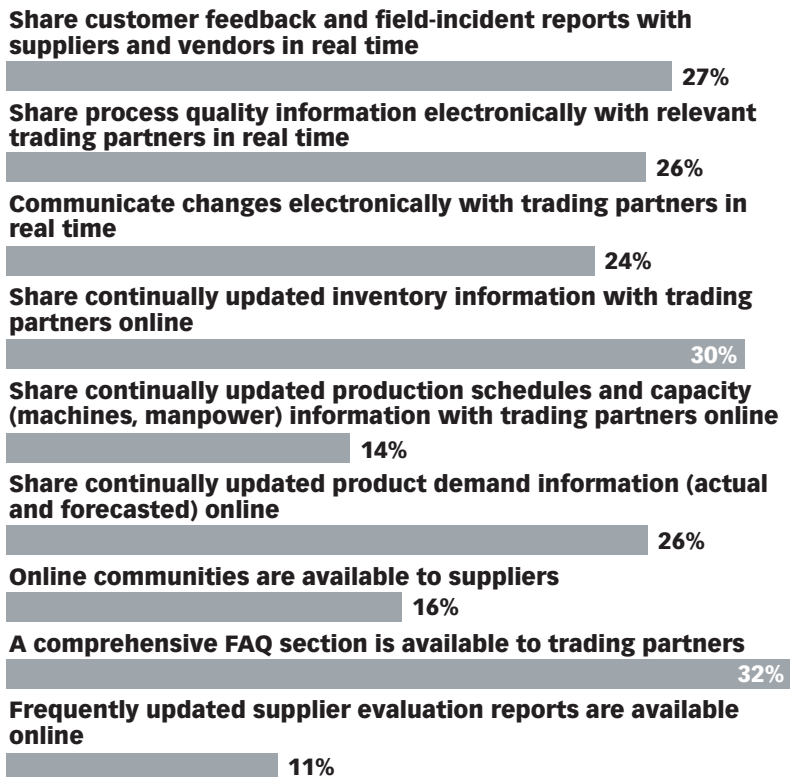 Share customer feedback and field-incident reports with
suppliers and vendors in real time
27%
Share process quality information electronically with relevant
trading partners in real time
26%
Communicate changes electronically with trading partners in
real time
24%
Share continually updated inventory information with trading
partners online
30%
Share continually updated production schedules and capacity
(machines, manpower) information with trading partners online
14%
Share continually updated product demand information (actual
and forecasted) online
26%
Online communities are available to suppliers
16%
A comprehensive FAQ section is available to trading partners
32%
Frequently updated supplier evaluation reports are available
online
11%